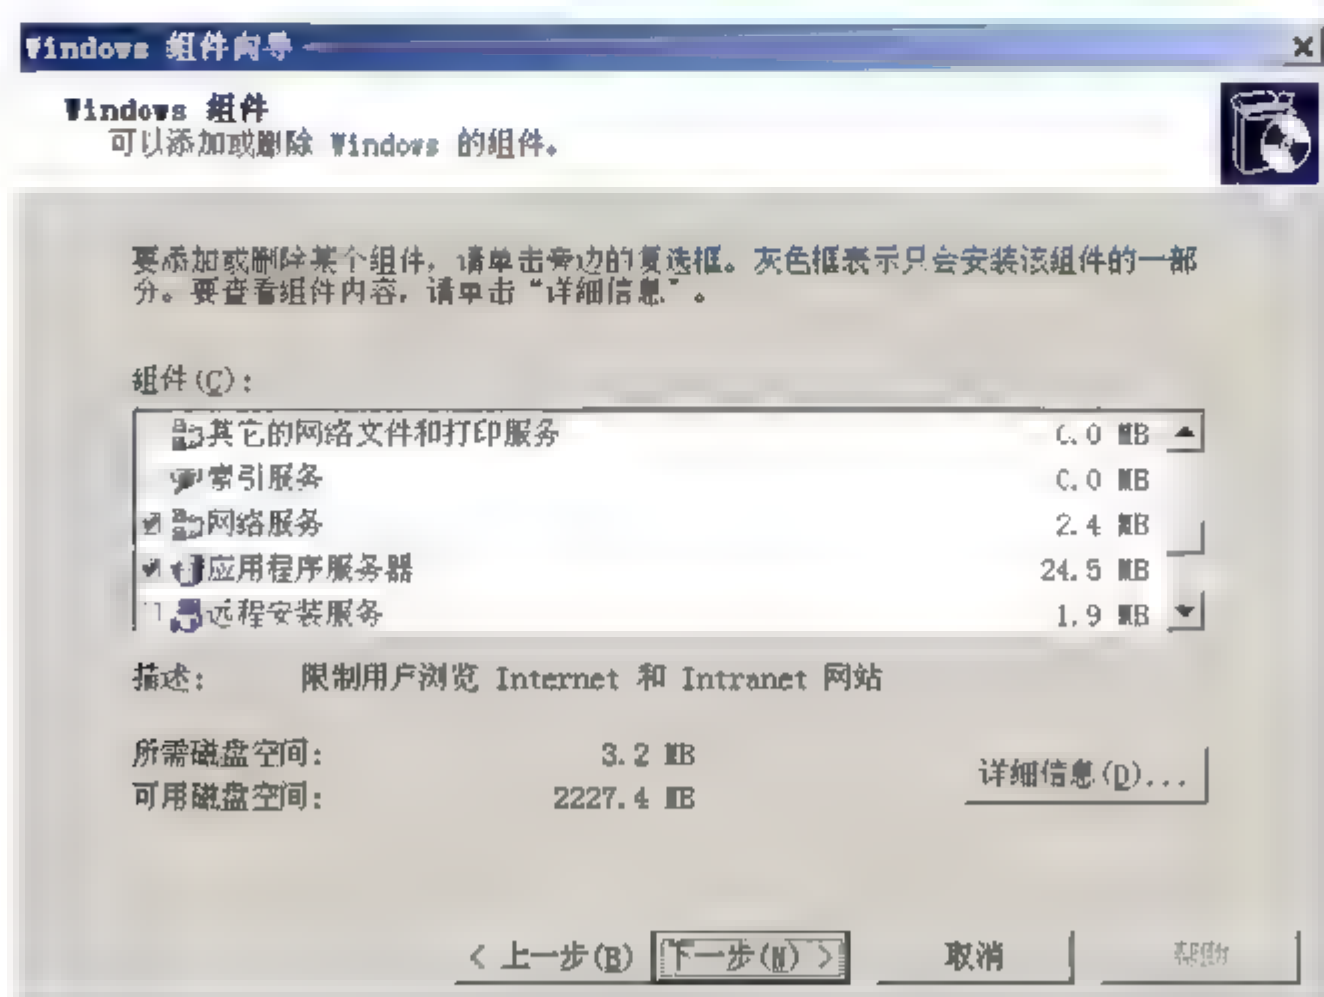 Windows 组件向导
Windows 组件
可以添加或删除 Windows 的组件。
要添加或删除某个组件，请单击旁边的复选框。灰色框表示只会安装该组件的一部
分。要查看组件内容，请单击“详细信息”。
组件(C):
其它的网络文件和打印服务 0.0 MB
索引服务 0.0 MB
网络服务 2.4 MB
应用程序服务器 24.5 MB
远程安装服务 1.9 MB
描述: 限制用户浏览 Internet 和 Intranet 网站
所需磁盘空间: 3.2 MB
详细信息(D)...
可用磁盘空间: 2227.4 MB
< 上一步(B) 下一步(N) > 取消 帮助